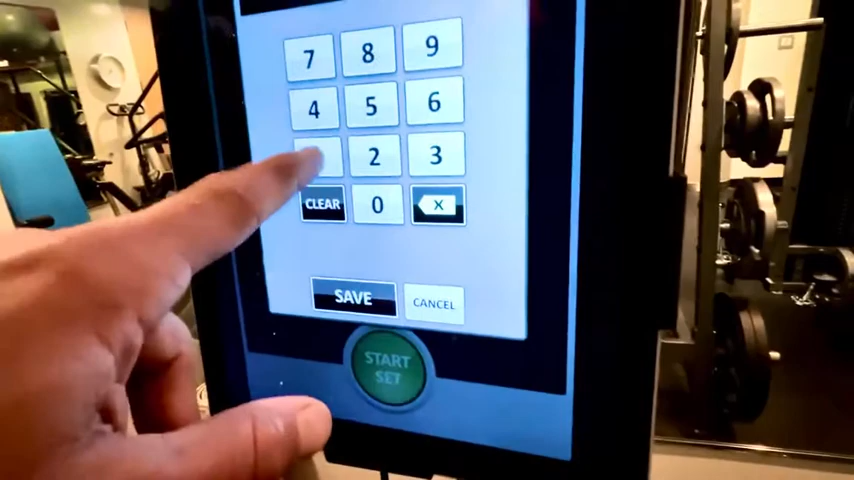 7 8 9
4 5 6
2 3
CLEAR 0 X
SAVE CANCEL
START
SET